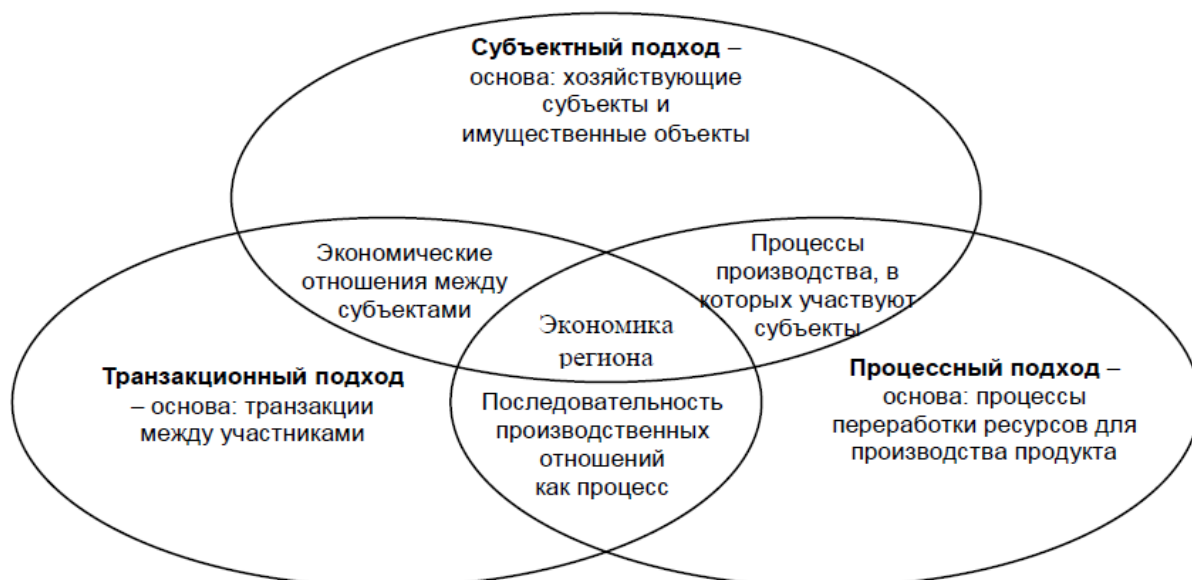 Субъектный подход –
основа: хозяйствующие
субъекты и
имущественные объекты
Экономические
отношения между
субъектами
Процессы
производства, в
которых участвуют
субъекты
Экономика
региона
Транзакционный подход
– основа: транзакции
между участниками
Последовательность
производственных
отношений
как процесс
Процессный подход –
основа: процессы
переработки ресурсов для
производства продукта